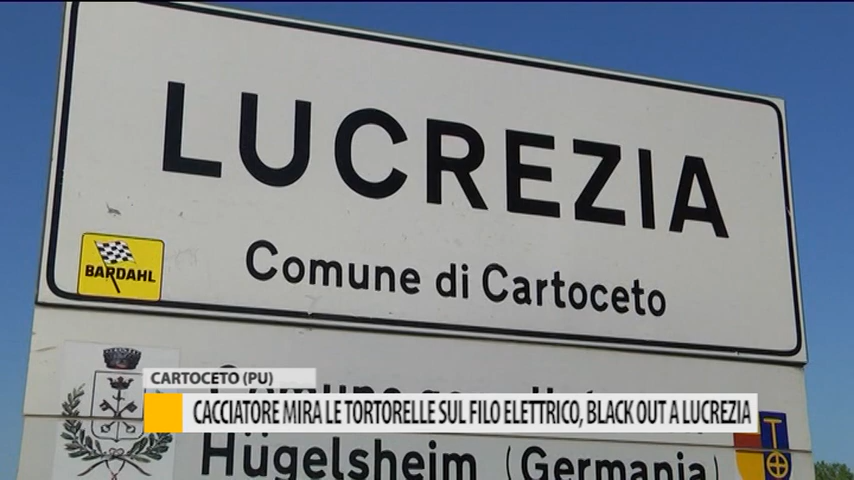 LUCREZIA
BARDAHL
Comune di Cartoceto
CARTOCETO (PU)
CACCIATORE MIRA LE TORTORELLE SUL FILO ELETTRICO, BLACK OUT A LUCREZIA
Hügelsheim (Germania)